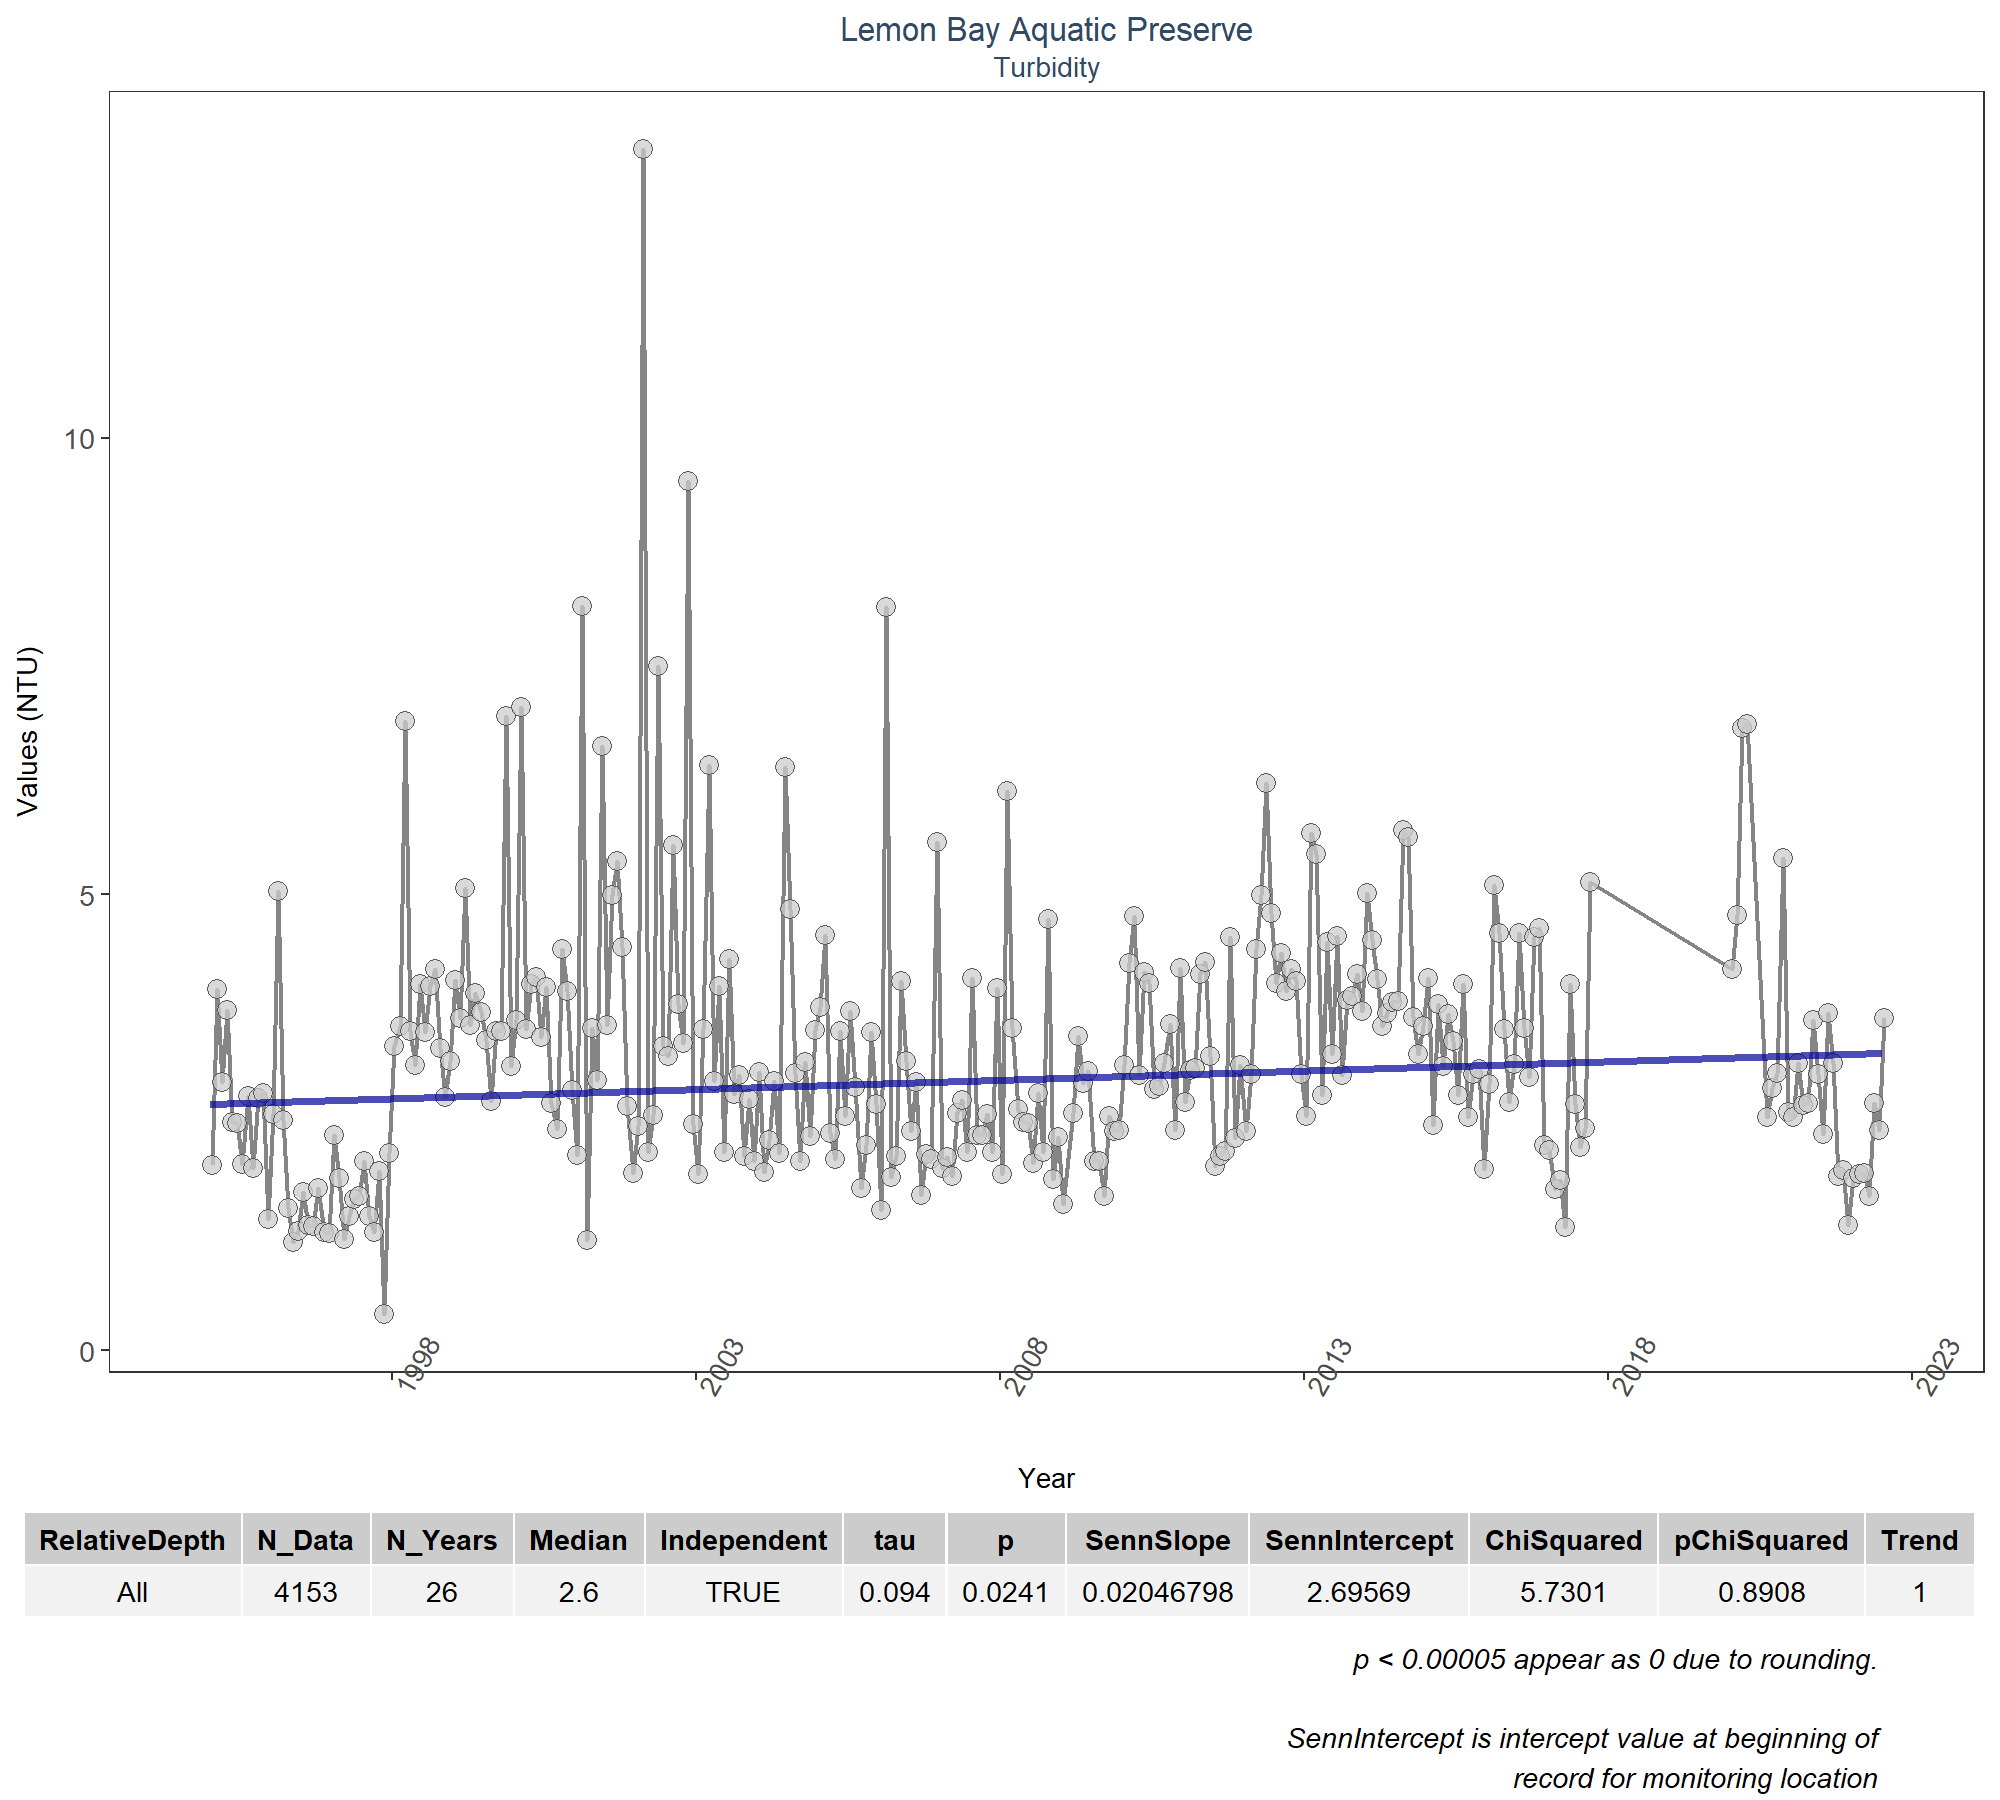 Lemon Bay Aquatic Preserve
Turbidity
Values (NTU)
10
5
0
1998 2003 2008 2013 2018 2023
Year
RelativeDepth N_Data N_Years Median Independent tau p SennSlope SennIntercept ChiSquared pChiSquared Trend
All 4153 26 2.6 TRUE 0.094 0.0241 0.02046798 2.69569 5.7301 0.8908 1
p < 0.00005 appear as 0 due to rounding.
SennIntercept is intercept value at beginning of
record for monitoring location